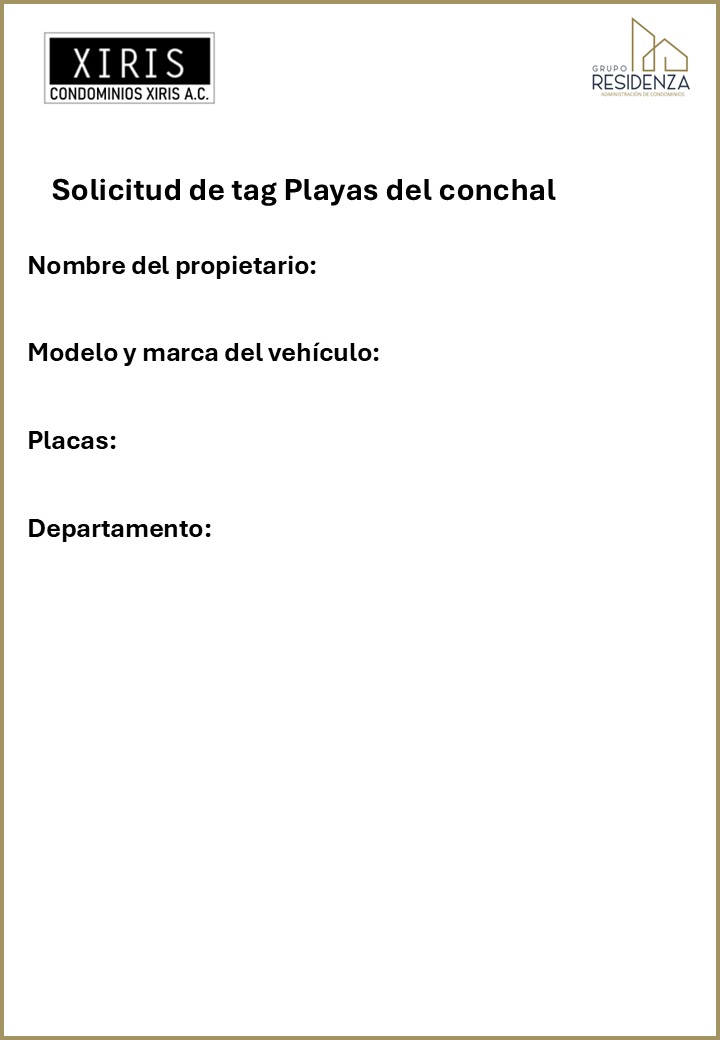 XIRIS
CONDOMINIOS XIRIS A.C.
GRUPO
RESIDENZA
ADMINISTRACIÓN DE CONDOMINIOS
Solicitud de tag Playas del conchal
Nombre del propietario:
Modelo y marca del vehículo:
Placas:
Departamento: